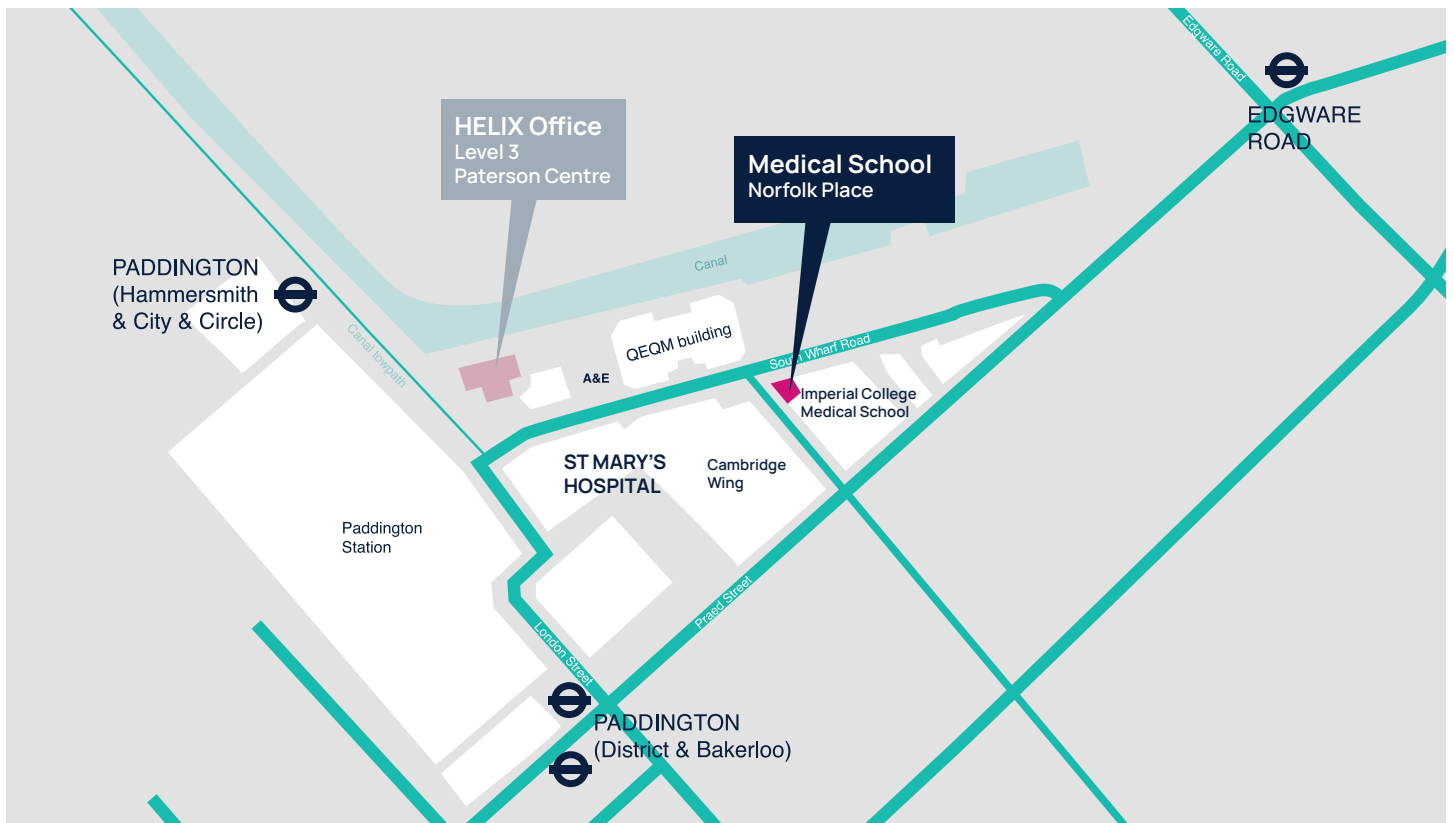 Edgware Road
EDGWARE
ROAD
HELIX Office
Level 3
Paterson Centre
Medical School
Norfolk Place
PADDINGTON
(Hammersmith
& City & Circle)
Canal
Canal towpath
QEQM building
A&E
South Wharf Road
Imperial College
Medical School
ST MARY'S
HOSPITAL
Cambridge
Wing
Paddington
Station
Praed Street
London Street
PADDINGTON
(District & Bakerloo)